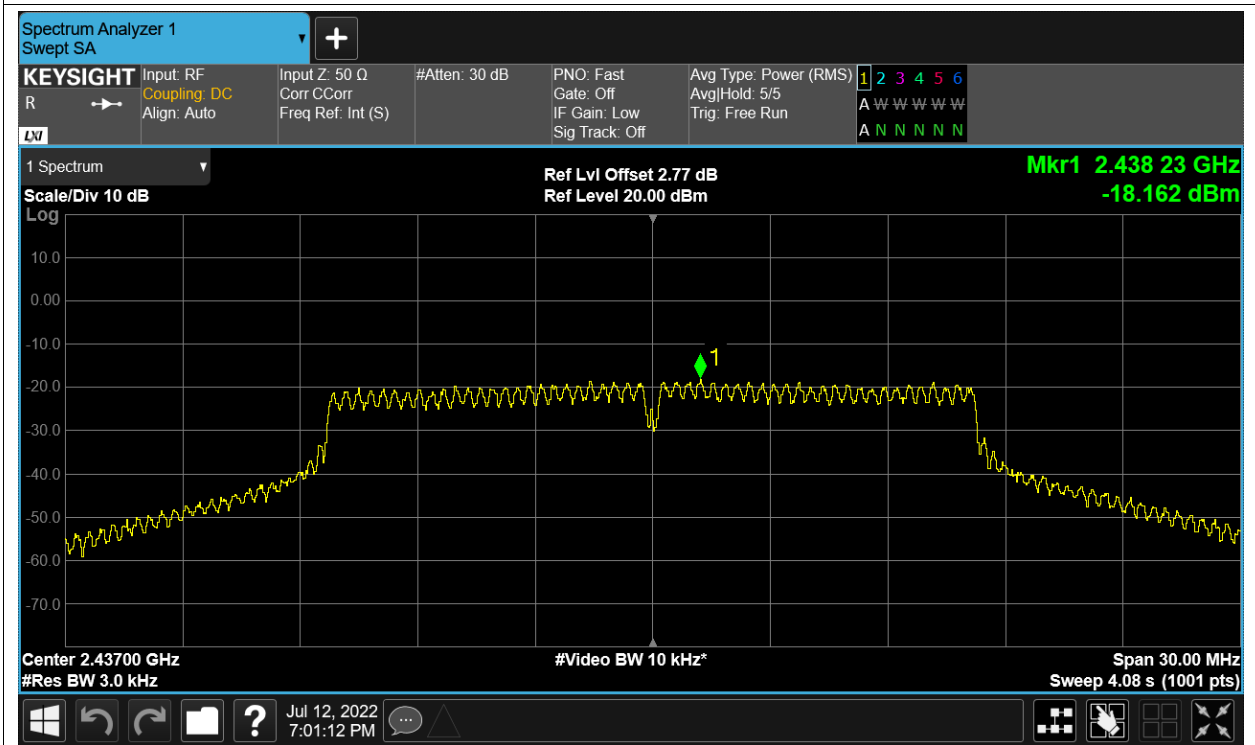 Spectrum Analyzer 1
Swept SA
KEYSIGHT
R
LXI
Input: RF
Coupling: DC
Align: Auto
Input Z: 50 Ω
Corr CCorr
Freq Ref: Int (S)
#Atten: 30 dB
PNO: Fast
Gate: Off
IF Gain: Low
Sig Track: Off
Avg Type: Power (RMS)
Avg|Hold: 5/5
Trig: Free Run
1 2 3 4 5 6
A W W W W W
A N N N N N
1 Spectrum
Scale/Div 10 dB
Ref Lvl Offset 2.77 dB
Ref Level 20.00 dBm
Mkr1 2.438 23 GHz
-18.162 dBm
Log
10.0
0.00
-10.0
1
-20.0
-30.0
-40.0
-50.0
-60.0
-70.0
Center 2.43700 GHz
#Res BW 3.0 kHz
#Video BW 10 kHz*
Span 30.00 MHz
Sweep 4.08 s (1001 pts)
?
Jul 12, 2022
7:01:12 PM